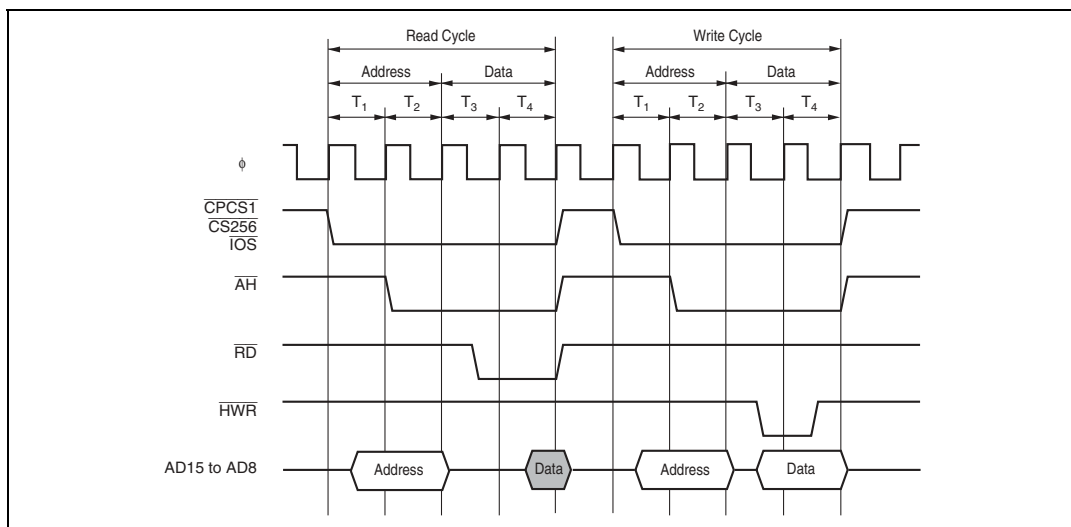 Read Cycle Write Cycle
Address Data Address Data
T1 T2 T3 T4 T1 T2 T3 T4
ϕ
CPCS1
CS256
IOS
AH
RD
HWR
AD15 to AD8 Address Data Address Data